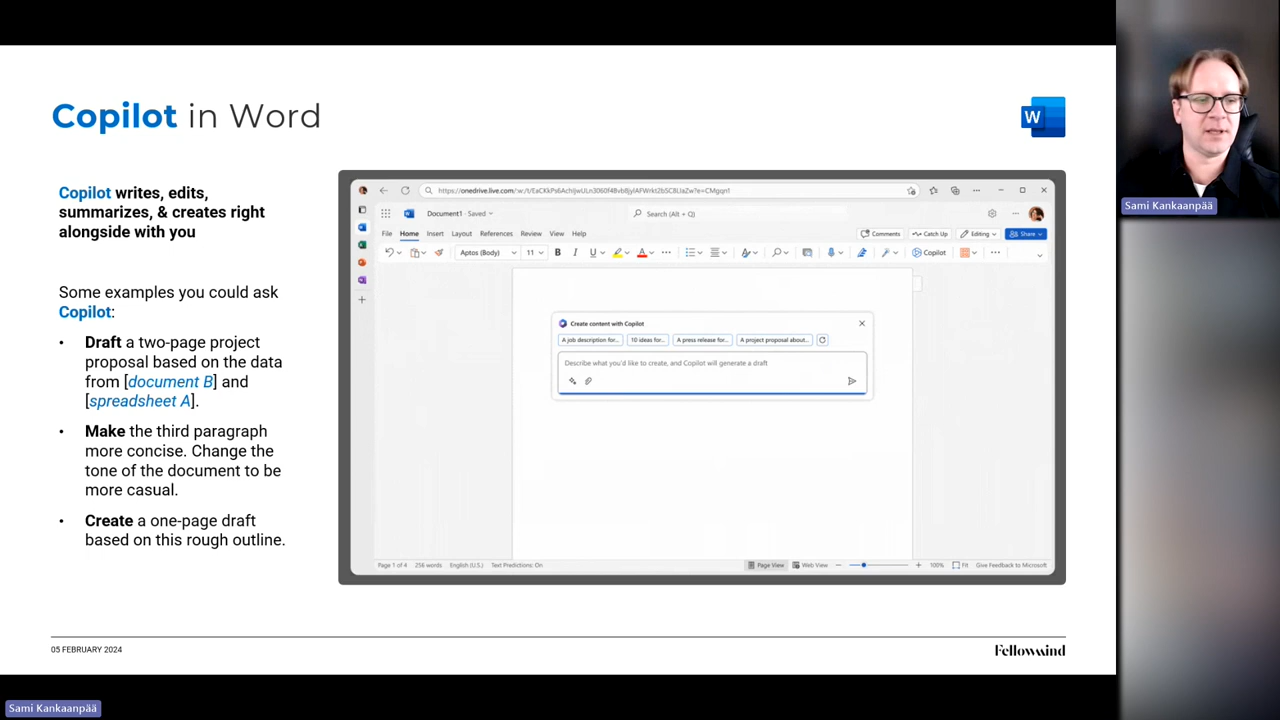 Copilot in Word
W
Sami Kankaanpää
Copilot writes, edits,
summarizes, & creates right
alongside with you
Some examples you could ask
Copilot:
• Draft a two-page project
proposal based on the data
from [document B] and
[spreadsheet A].
• Make the third paragraph
more concise. Change the
tone of the document to be
more casual.
• Create a one-page draft
based on this rough outline.
Document1 - Saved
Search (Alt + Q)
File Home Insert Layout References Review View Help
Comments Catch Up Editing Share
Aptos (Body) 11 B I U A Copilot
Create content with Copilot
A job description for... 10 ideas for... A press release for... A project proposal about...
Describe what you'd like to create, and Copilot will generate a draft
Page 1 of 4 256 words English (U.S.) Text Predictions: On Page View Web View 100% Fit Give Feedback to Microsoft
05 FEBRUARY 2024
Fellowmind
Sami Kankaanpää